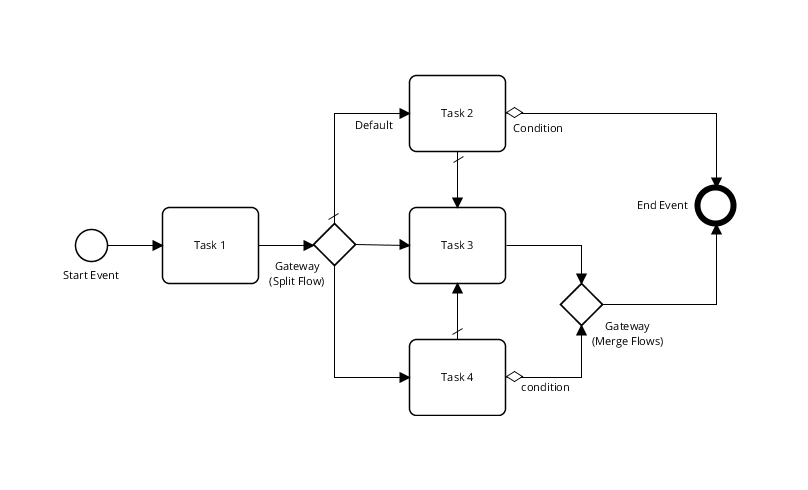 Task 2
Default
Condition
End Event
Task 1
Task 3
Start Event
Gateway
(Split Flow)
Gateway
(Merge Flows)
Task 4
condition